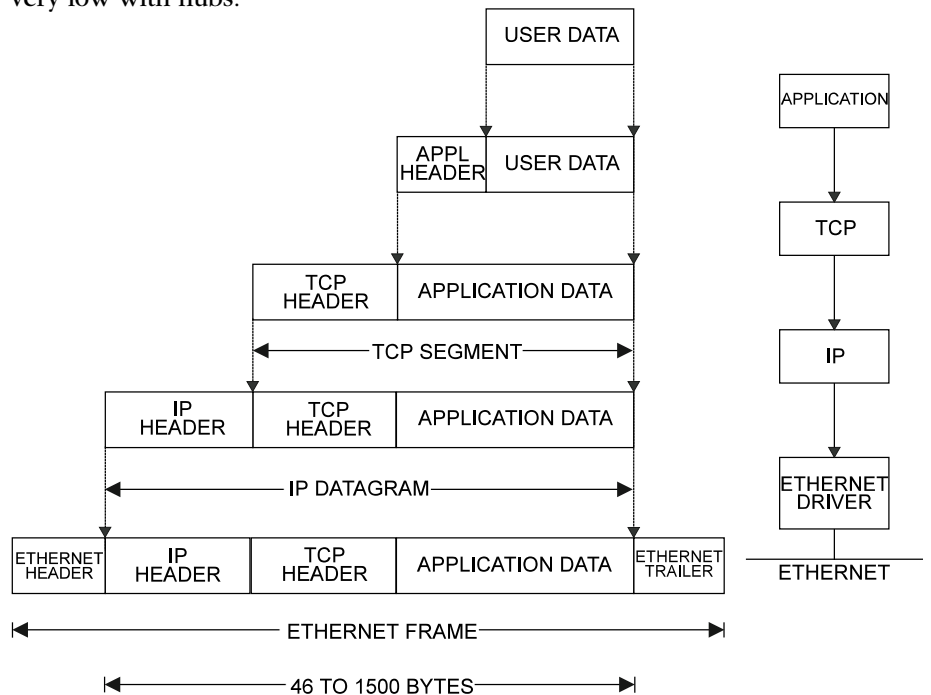 very low with hubs.
USER DATA
APPLICATION
APPL
HEADER
USER DATA
TCP
TCP
HEADER
APPLICATION DATA
TCP SEGMENT
IP
IP
HEADER
TCP
HEADER
APPLICATION DATA
IP DATAGRAM
ETHERNET
DRIVER
ETHERNET
HEADER
IP
HEADER
TCP
HEADER
APPLICATION DATA
ETHERNET
TRAILER
ETHERNET
ETHERNET FRAME
46 TO 1500 BYTES